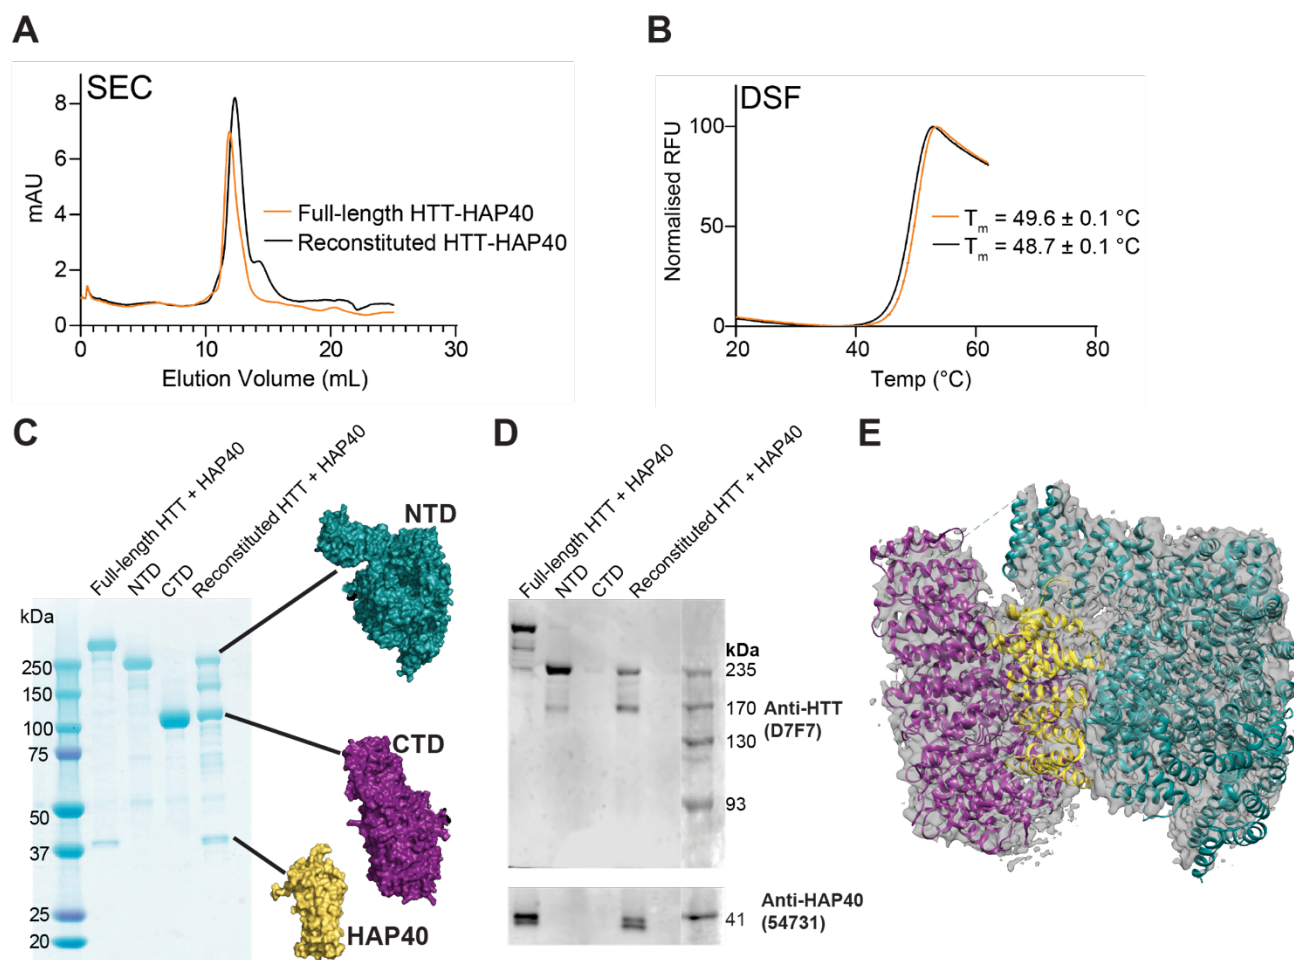 A
SEC
8
6
4
2
0
mAU
Full-length HTT-HAP40
Reconstituted HTT-HAP40
0 10 20 30
Elution Volume (mL)
B
DSF
100
50
0
Normalised RFU
Tm = 49.6 ± 0.1 °C
Tm = 48.7 ± 0.1 °C
20 40 60 80
Temp (°C)
C
Full-length HTT + HAP40
NTD
CTD
Reconstituted HTT + HAP40
kDa
250
150
100
75
50
37
25
20
NTD
CTD
HAP40
D
Full-length HTT + HAP40
NTD
CTD
Reconstituted HTT + HAP40
kDa
235
170
130
93
Anti-HTT
(D7F7)
41
Anti-HAP40
(54731)
E